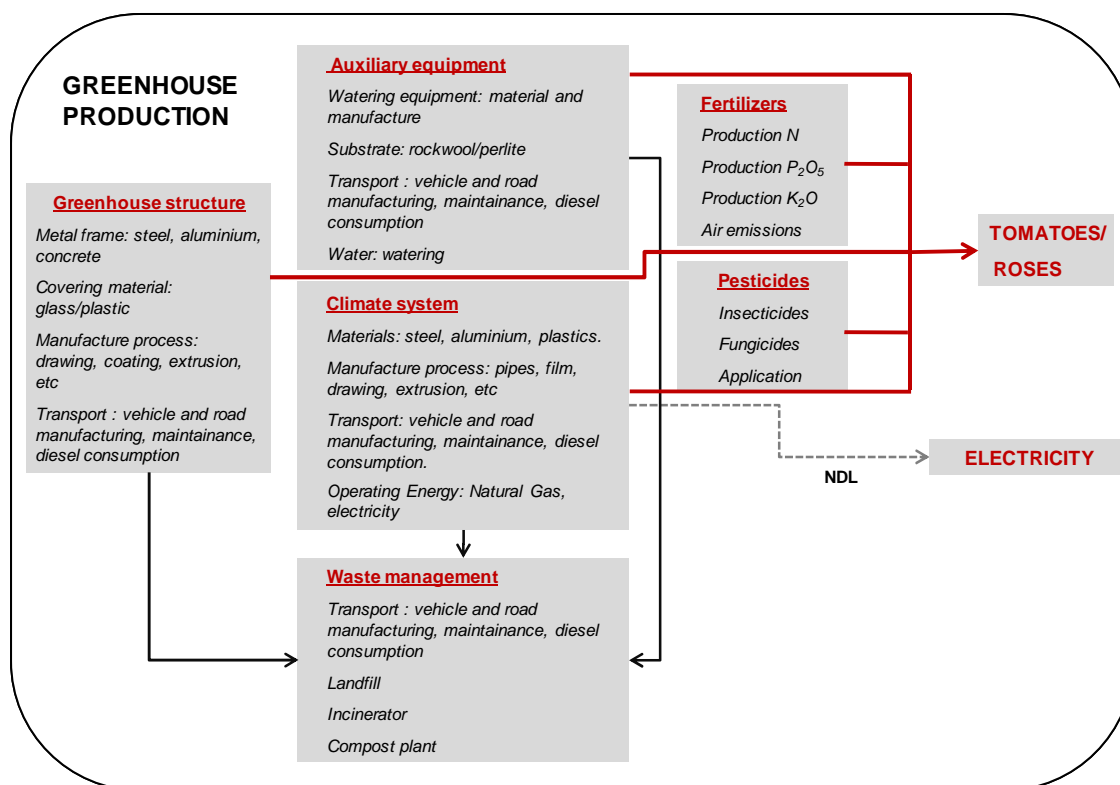 GREENHOUSE
PRODUCTION
Auxiliary equipment
Watering equipment: material and
manufacture
Substrate: rockwool/perlite
Transport : vehicle and road
manufacturing, maintainance, diesel
consumption
Water: watering
Fertilizers
Production N
Production P₂O₅
Production K₂O
Air emissions
Greenhouse structure
Metal frame: steel, aluminium,
concrete
Covering material:
glass/plastic
Manufacture process:
drawing, coating, extrusion,
etc
Transport : vehicle and road
manufacturing, maintainance,
diesel consumption
TOMATOES/
ROSES
Climate system
Materials: steel, aluminium, plastics.
Manufacture process: pipes, film,
drawing, extrusion, etc
Transport: vehicle and road
manufacturing, maintainance, diesel
consumption.
Operating Energy: Natural Gas,
electricity
Pesticides
Insecticides
Fungicides
Application
ELECTRICITY
NDL
Waste management
Transport : vehicle and road
manufacturing, maintainance, diesel
consumption
Landfill
Incinerator
Compost plant